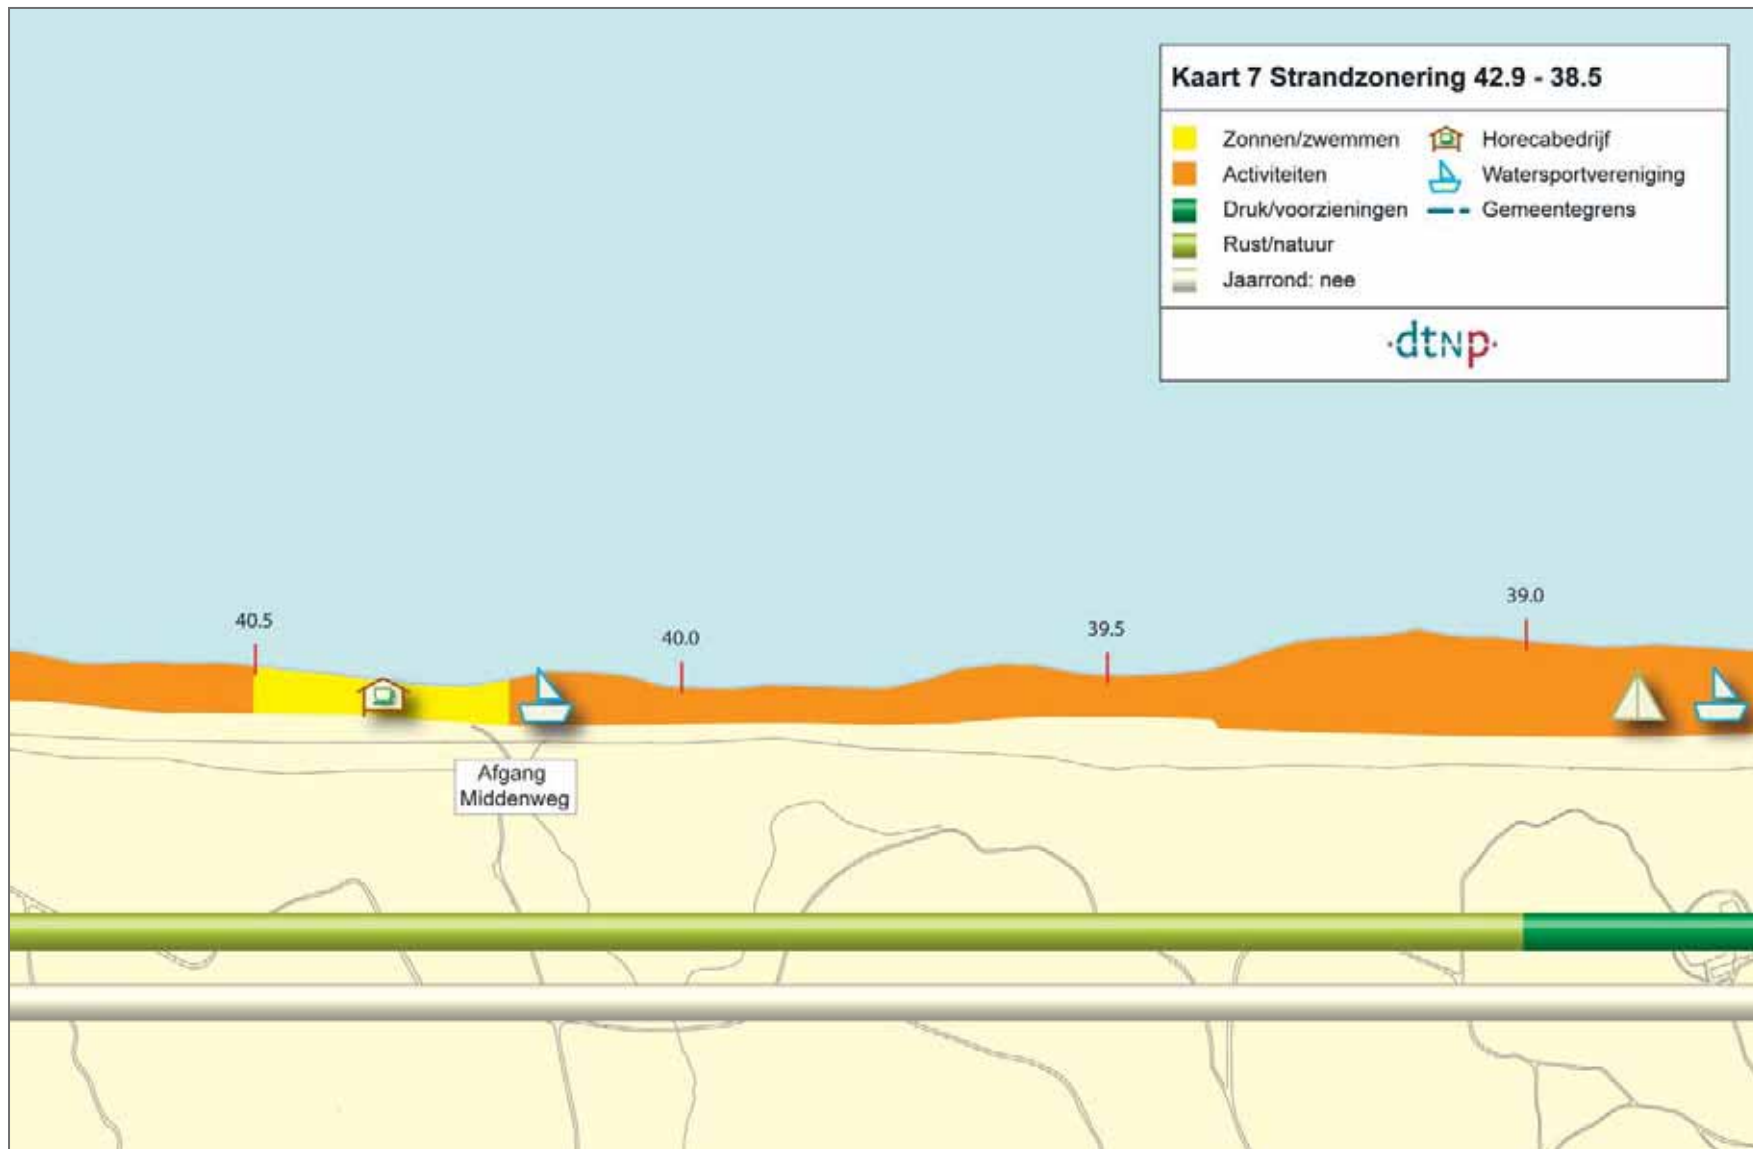 Kaart 7 Strandzonering 42.9 - 38.5
Zonnen/zwemmen
Activiteiten
Druk/voorzieningen
Rust/natuur
Jaarrond: nee
Horecabedrijf
Watersportvereniging
Gemeentegrens
·dtNp·
40.5
40.0
39.5
39.0
Afgang
Middenweg